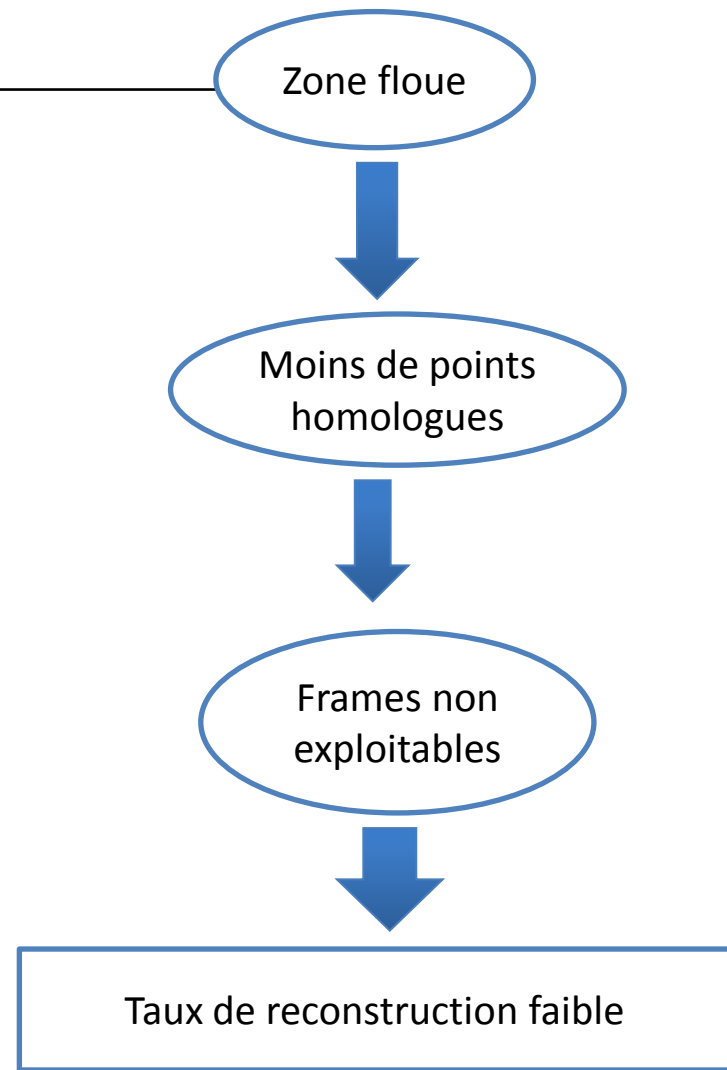 Zone floue
Moins de points
homologues
Frames non
exploitables
Taux de reconstruction faible